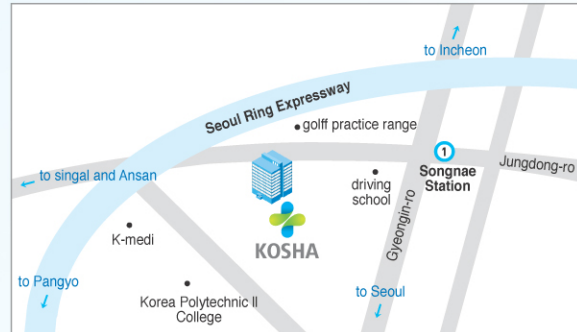 to Incheon
Seoul Ring Expressway
golff practice range
1
Songnae
Station
Jungdong-ro
to singal and Ansan
driving
school
Gyeongin-ro
K-medi
KOSHA
to Pangyo
Korea Polytechnic II
College
to Seoul